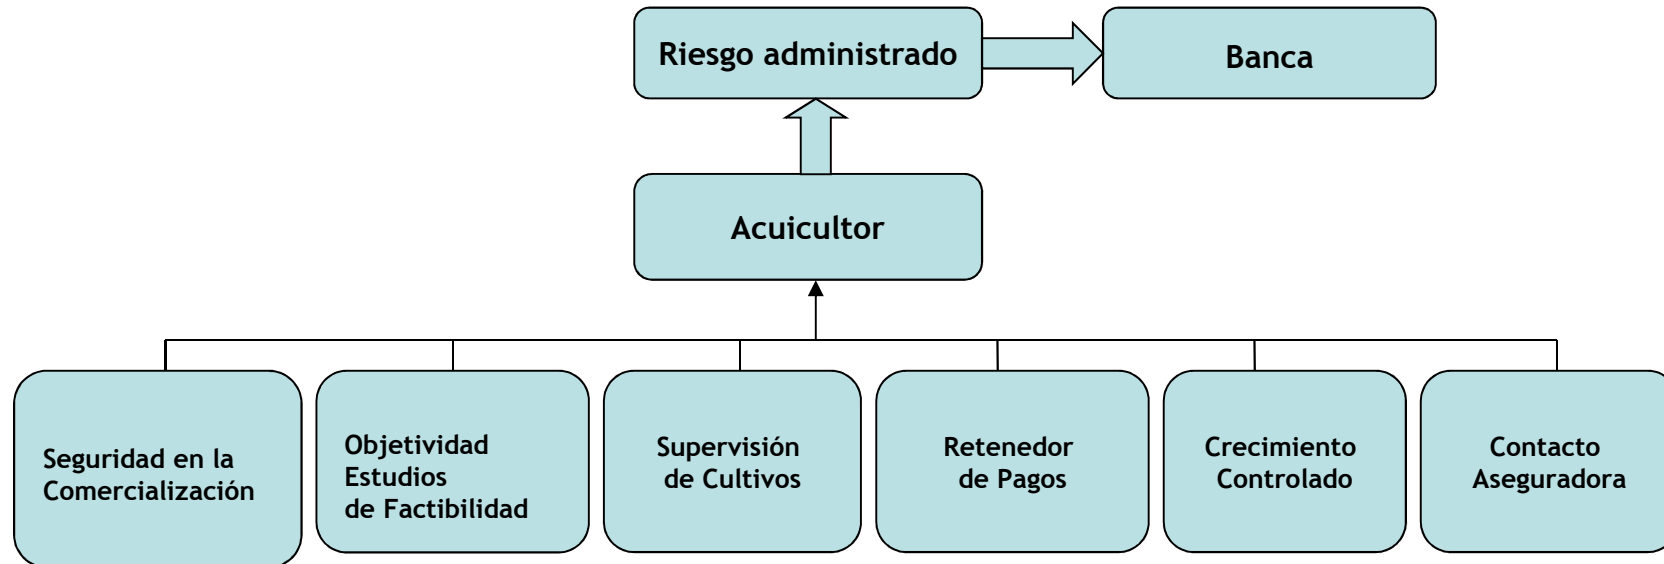 Riesgo administrado
Banca
Acuicultor
Seguridad en la
Comercialización
Objetividad
Estudios
de Factibilidad
Supervisión
de Cultivos
Retenedor
de Pagos
Crecimiento
Controlado
Contacto
Aseguradora